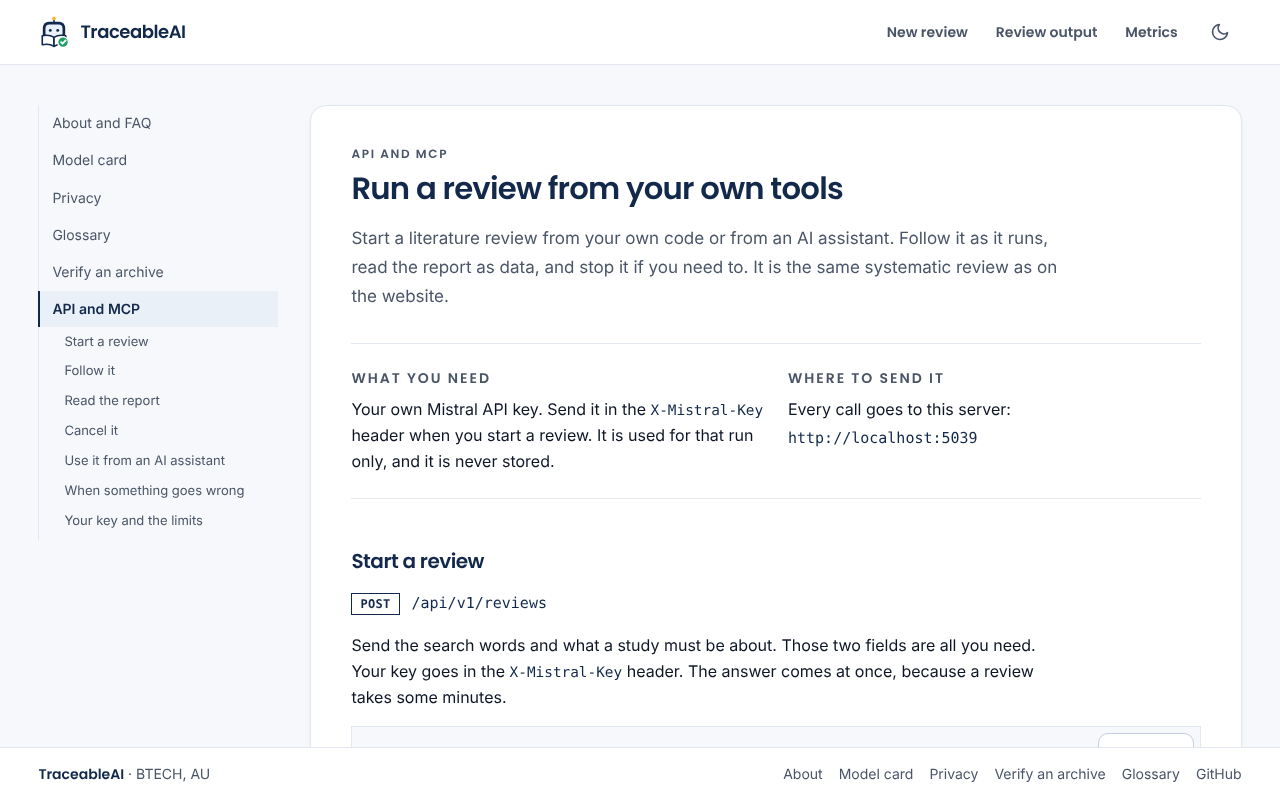 TraceableAI
New review
Review output
Metrics
About and FAQ
Model card
Privacy
Glossary
Verify an archive
API and MCP
Start a review
Follow it
Read the report
Cancel it
Use it from an AI assistant
When something goes wrong
Your key and the limits
API AND MCP
Run a review from your own tools
Start a literature review from your own code or from an AI assistant. Follow it as it runs,
read the report as data, and stop it if you need to. It is the same systematic review as on
the website.
WHAT YOU NEED
Your own Mistral API key. Send it in the X-Mistral-Key
header when you start a review. It is used for that run
only, and it is never stored.
WHERE TO SEND IT
Every call goes to this server:
http://localhost:5039
Start a review
POST /api/v1/reviews
Send the search words and what a study must be about. Those two fields are all you need.
Your key goes in the X-Mistral-Key header. The answer comes at once, because a review
takes some minutes.
TraceableAI · BTECH, AU
About
Model card
Privacy
Verify an archive
Glossary
GitHub